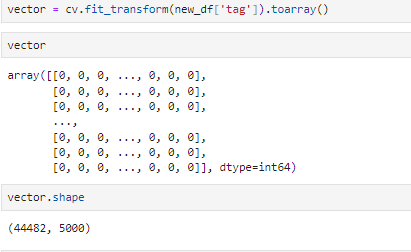 vector = cv.fit_transform(new_df['tag']).toarray()
vector
array([[0, 0, 0, ..., 0, 0, 0],
       [0, 0, 0, ..., 0, 0, 0],
       [0, 0, 0, ..., 0, 0, 0],
       ...,
       [0, 0, 0, ..., 0, 0, 0],
       [0, 0, 0, ..., 0, 0, 0],
       [0, 0, 0, ..., 0, 0, 0]], dtype=int64)
vector.shape
(44482, 5000)